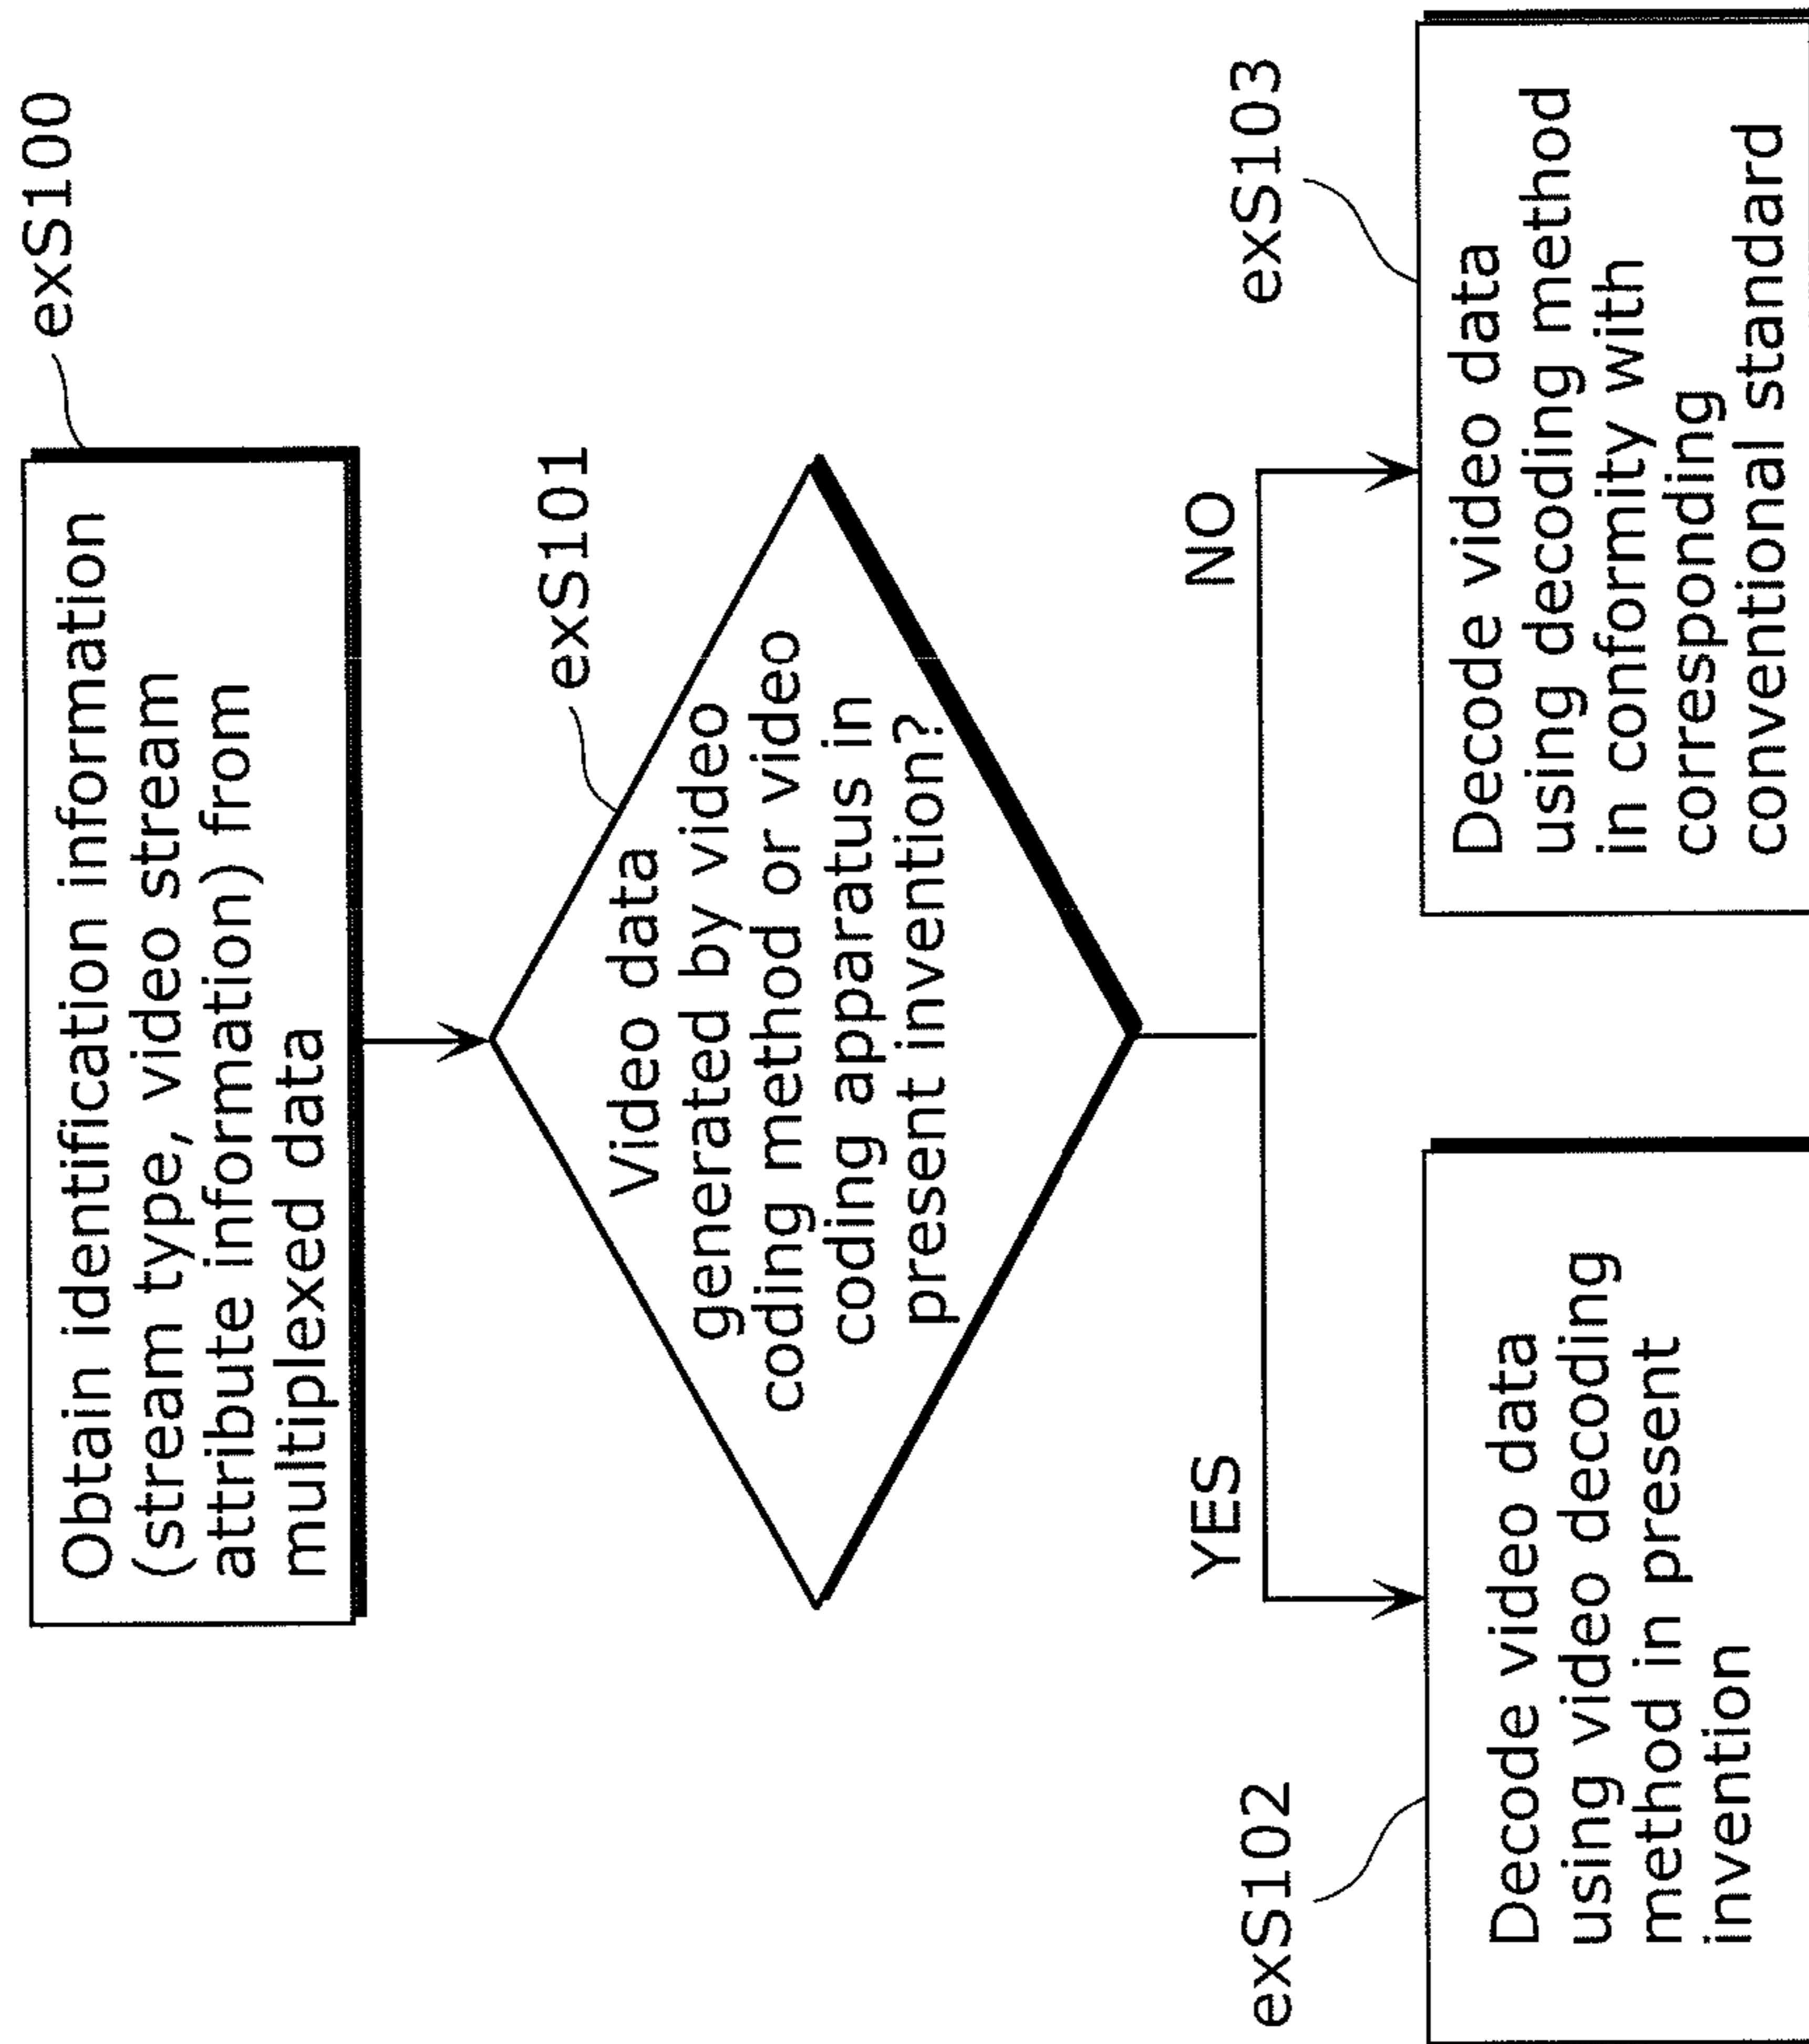 exS100
Obtain identification information
(stream type, video stream
attribute information) from
multiplexed data
exS101
Video data
generated by video
coding method or video
coding apparatus in
present invention?
YES
NO
exS102
Decode video data
using video decoding
method in present
invention
exS103
Decode video data
using decoding method
in conformity with
corresponding
conventional standard